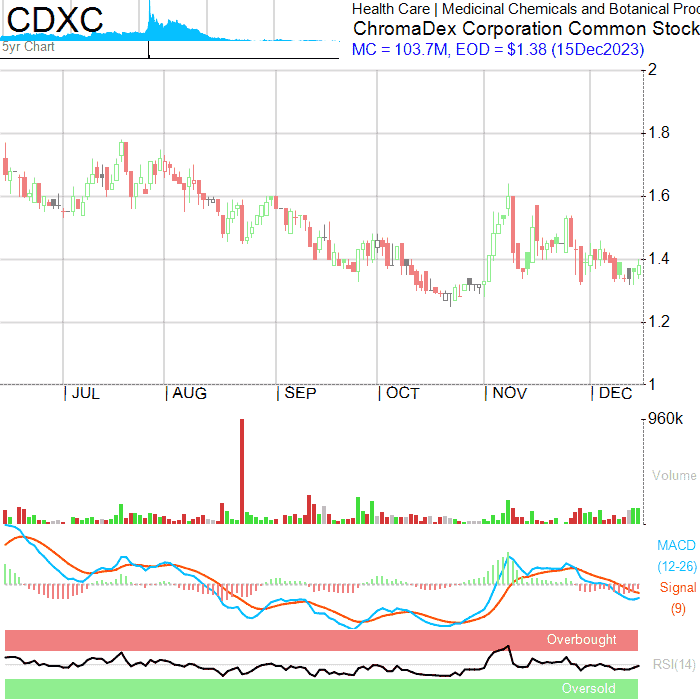 CDXC
5yr Chart
Health Care | Medicinal Chemicals and Botanical Proc
ChromaDex Corporation Common Stock
MC = 103.7M, EOD = $1.38 (15Dec2023)
2
1.8
1.6
1.4
1.2
1
JUL AUG SEP OCT NOV DEC
960k
Volume
MACD
(12-26)
Signal
(9)
Overbought
RSI(14)
Oversold